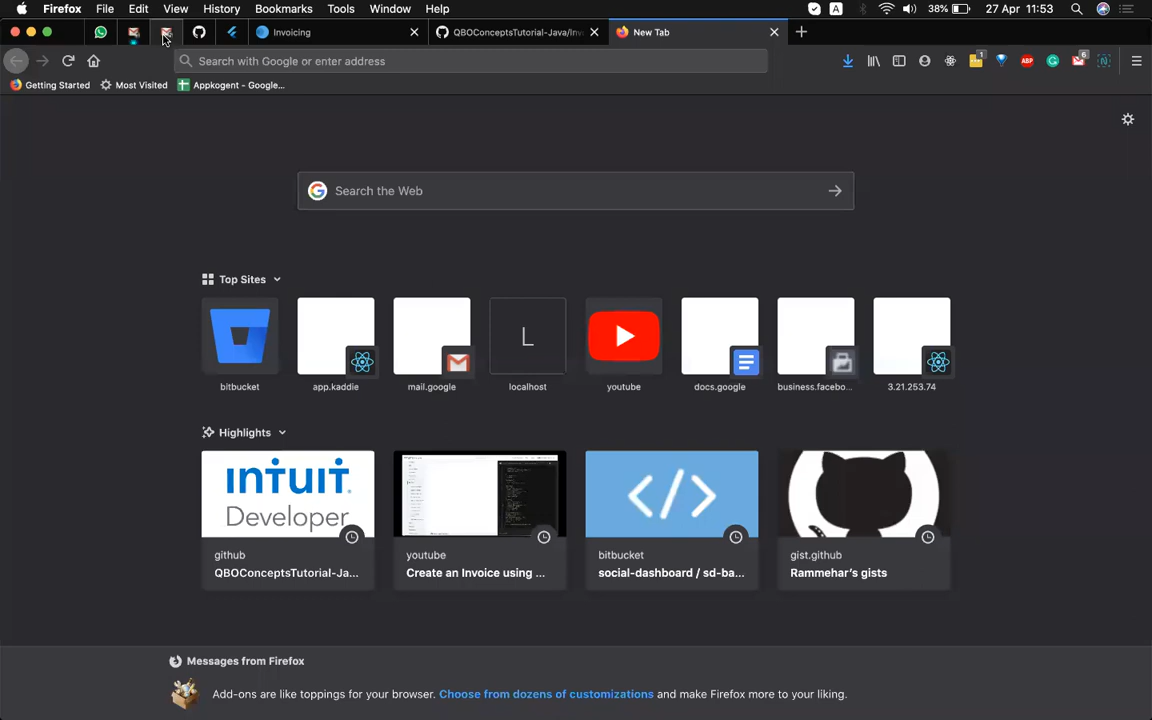 Firefox File Edit View History Bookmarks Tools Window Help A 38% 27 Apr 11:53
Invoicing QBOConceptsTutorial-Java/Inv New Tab
Search with Google or enter address 1 ABP 6
Getting Started Most Visited Appkogent - Google...
Search the Web
Top Sites
L
bitbucket app.kaddie mail.google localhost youtube docs.google business.facebo... 3.21.253.74
Highlights
INTUIT
Developer
github youtube bitbucket gist.github
QBOConceptsTutorial-Ja... Create an Invoice using ... social-dashboard / sd-ba... Rammehar's gists
Messages from Firefox
Add-ons are like toppings for your browser. Choose from dozens of customizations and make Firefox more to your liking.